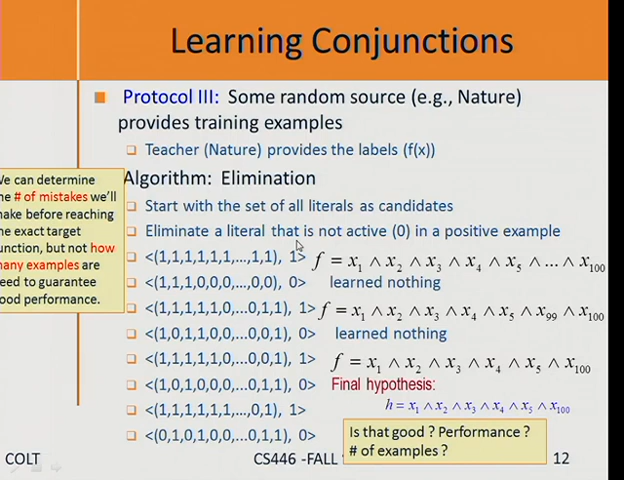 Learning Conjunctions
Protocol III: Some random source (e.g., Nature)
provides training examples
Teacher (Nature) provides the labels (f(x))
Algorithm: Elimination
Start with the set of all literals as candidates
Eliminate a literal that is not active (0) in a positive example
<(1,1,1,1,1,1,...,1,1), 1> f = x1 ∧ x2 ∧ x3 ∧ x4 ∧ x5 ∧ ... ∧ x100
<(1,1,1,0,0,0,...,0,0), 0> learned nothing
<(1,1,1,1,1,0,...0,1,1), 1> f = x1 ∧ x2 ∧ x3 ∧ x4 ∧ x5 ∧ x99 ∧ x100
<(1,0,1,1,0,0,...0,0,1), 0> learned nothing
<(1,1,1,1,1,0,...0,0,1), 1> f = x1 ∧ x2 ∧ x3 ∧ x4 ∧ x5 ∧ x100
<(1,0,1,0,0,0,...0,1,1), 0> Final hypothesis:
<(1,1,1,1,1,1,...,0,1), 1> h = x1 ∧ x2 ∧ x3 ∧ x4 ∧ x5 ∧ x100
<(0,1,0,1,0,0,...0,1,1), 0>
We can determine
the # of mistakes we'll
make before reaching
the exact target
function, but not how
many examples are
need to guarantee
good performance.
Is that good ? Performance ?
# of examples ?
COLT
CS446 -FALL
12